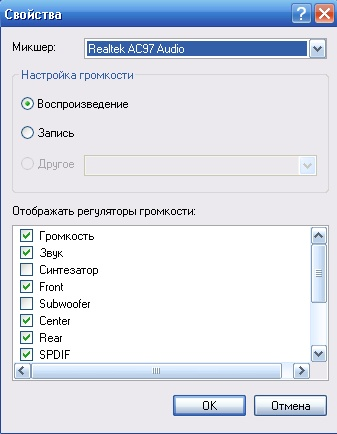 Свойства
Микшер:
Realtek AC97 Audio
Настройка громкости
Воспроизведение
Запись
Другое
Отображать регуляторы громкости:
Громкость
Звук
Синтезатор
Front
Subwoofer
Center
Rear
SPDIF
OK
Отмена